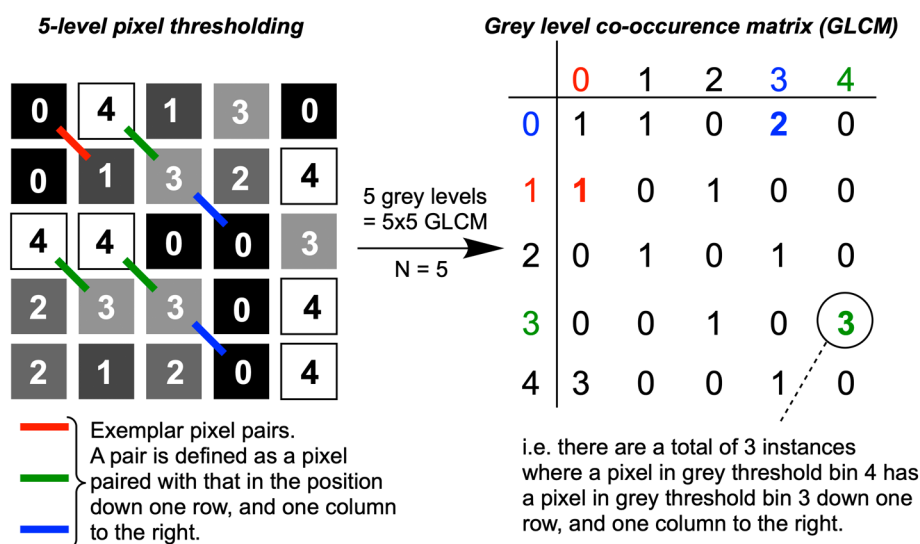 5-level pixel thresholding
0 4 1 3 0
0 1 3 2 4
4 4 0 0 3
2 3 3 0 4
2 1 2 0 4
Exemplar pixel pairs.
A pair is defined as a pixel
paired with that in the position
down one row, and one column
to the right.
5 grey levels
= 5x5 GLCM
N = 5
Grey level co-occurence matrix (GLCM)
0 1 2 3 4
0 1 1 0 2 0
1 1 0 1 0 0
2 0 1 0 1 0
3 0 0 1 0 3
4 3 0 0 1 0
i.e. there are a total of 3 instances
where a pixel in grey threshold bin 4 has
a pixel in grey threshold bin 3 down one
row, and one column to the right.